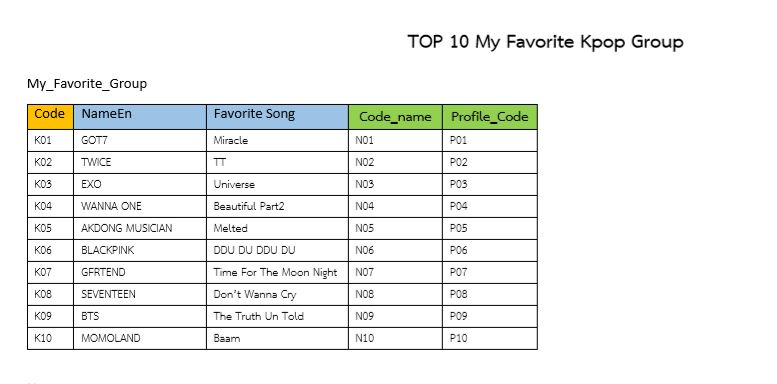 TOP 10 My Favorite Kpop Group
My_Favorite_Group
Code NameEn Favorite Song Code_name Profile_Code
K01 GOT7 Miracle N01 P01
K02 TWICE TT N02 P02
K03 EXO Universe N03 P03
K04 WANNA ONE Beautiful Part2 N04 P04
K05 AKDONG MUSICIAN Melted N05 P05
K06 BLACKPINK DDU DU DDU DU N06 P06
K07 GFRTEND Time For The Moon Night N07 P07
K08 SEVENTEEN Don't Wanna Cry N08 P08
K09 BTS The Truth Un Told N09 P09
K10 MOMOLAND Baam N10 P10